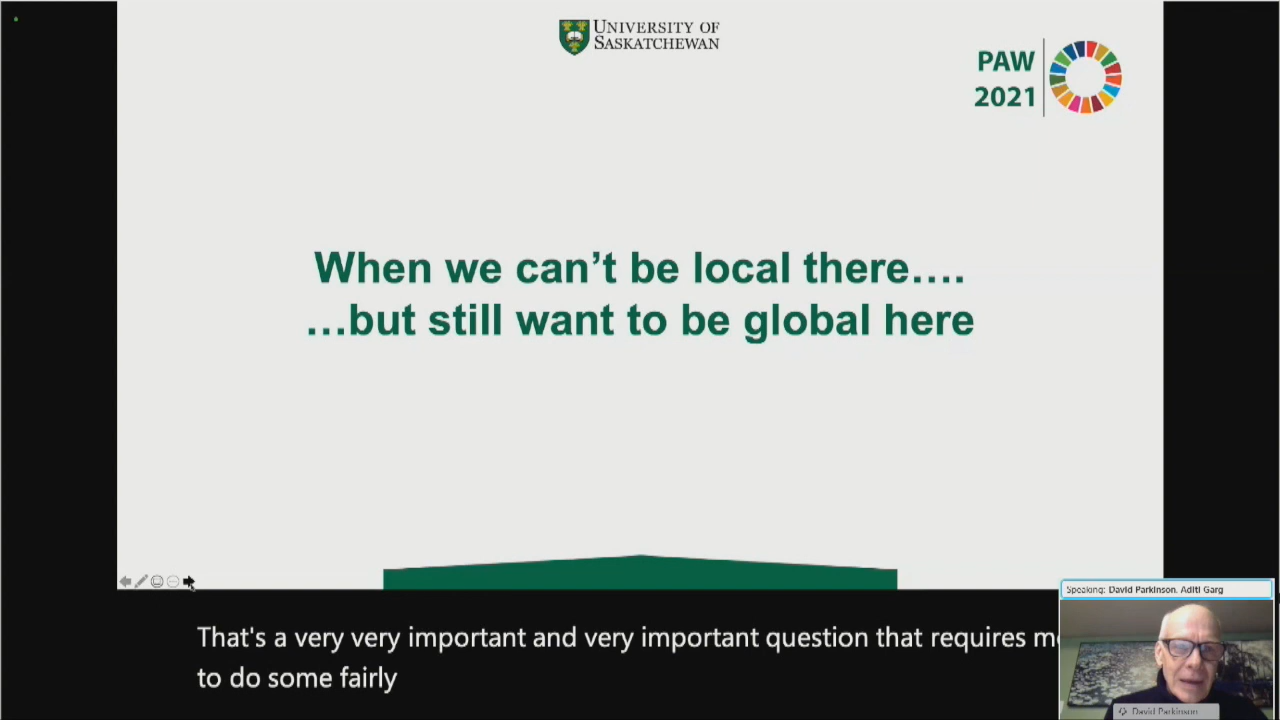 UNIVERSITY OF
SASKATCHEWAN
PAW
2021
When we can't be local there....
...but still want to be global here
Speaking: David Parkinson, Aditi Garg
That's a very very important and very important question that requires
to do some fairly
David Parkinson